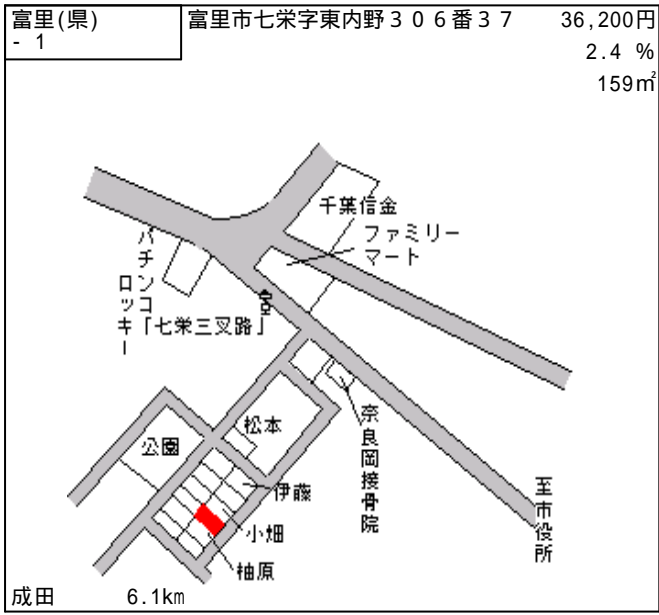 富里(県)
- 1
富里市七栄字東内野３０６番３７
36,200円
2.4 %
159㎡
千葉信金
ファミリー
マート
パチンコ
ロッキー
「七栄三叉路」
松本
公園
奈良岡接骨院
伊藤
小畑
柚原
至市役所
成田
6.1km